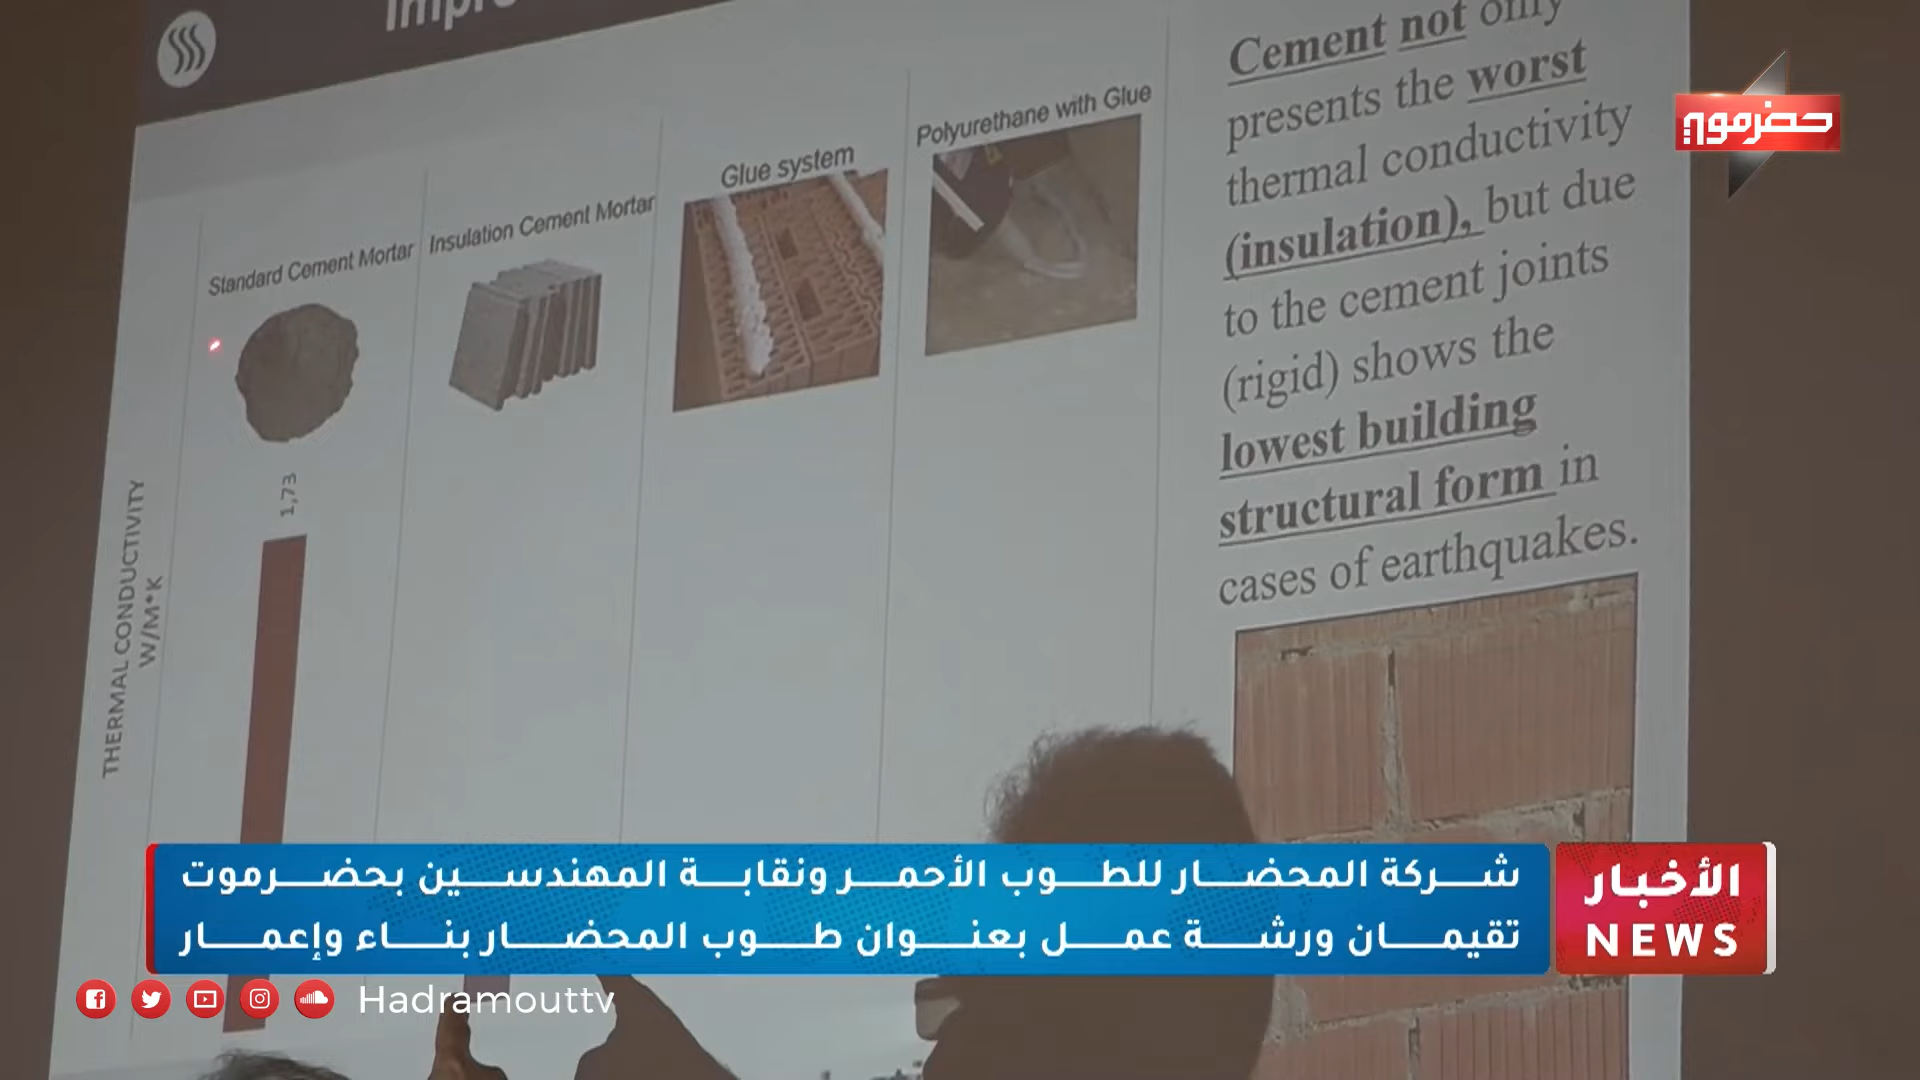 Cement not only
presents the worst
thermal conductivity
(insulation), but due
to the cement joints
(rigid) shows the
lowest building
structural form in
cases of earthquakes.
Standard Cement Mortar
Insulation Cement Mortar
Glue system
Polyurethane with Glue
1,73
THERMAL CONDUCTIVITY
W/M*K
حضرموت
شركة المحضار للطوب الأحمر ونقابة المهندسين بحضرموت
تقيمان ورشة عمل بعنوان طوب المحضار بناء وإعمار
الأخبار
NEWS
Hadramouttv